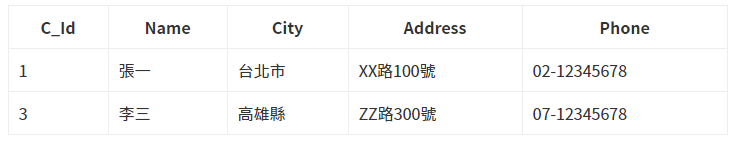 C_Id Name City Address Phone
1 張一 台北市 XX路100號 02-12345678
3 李三 高雄縣 ZZ路300號 07-12345678